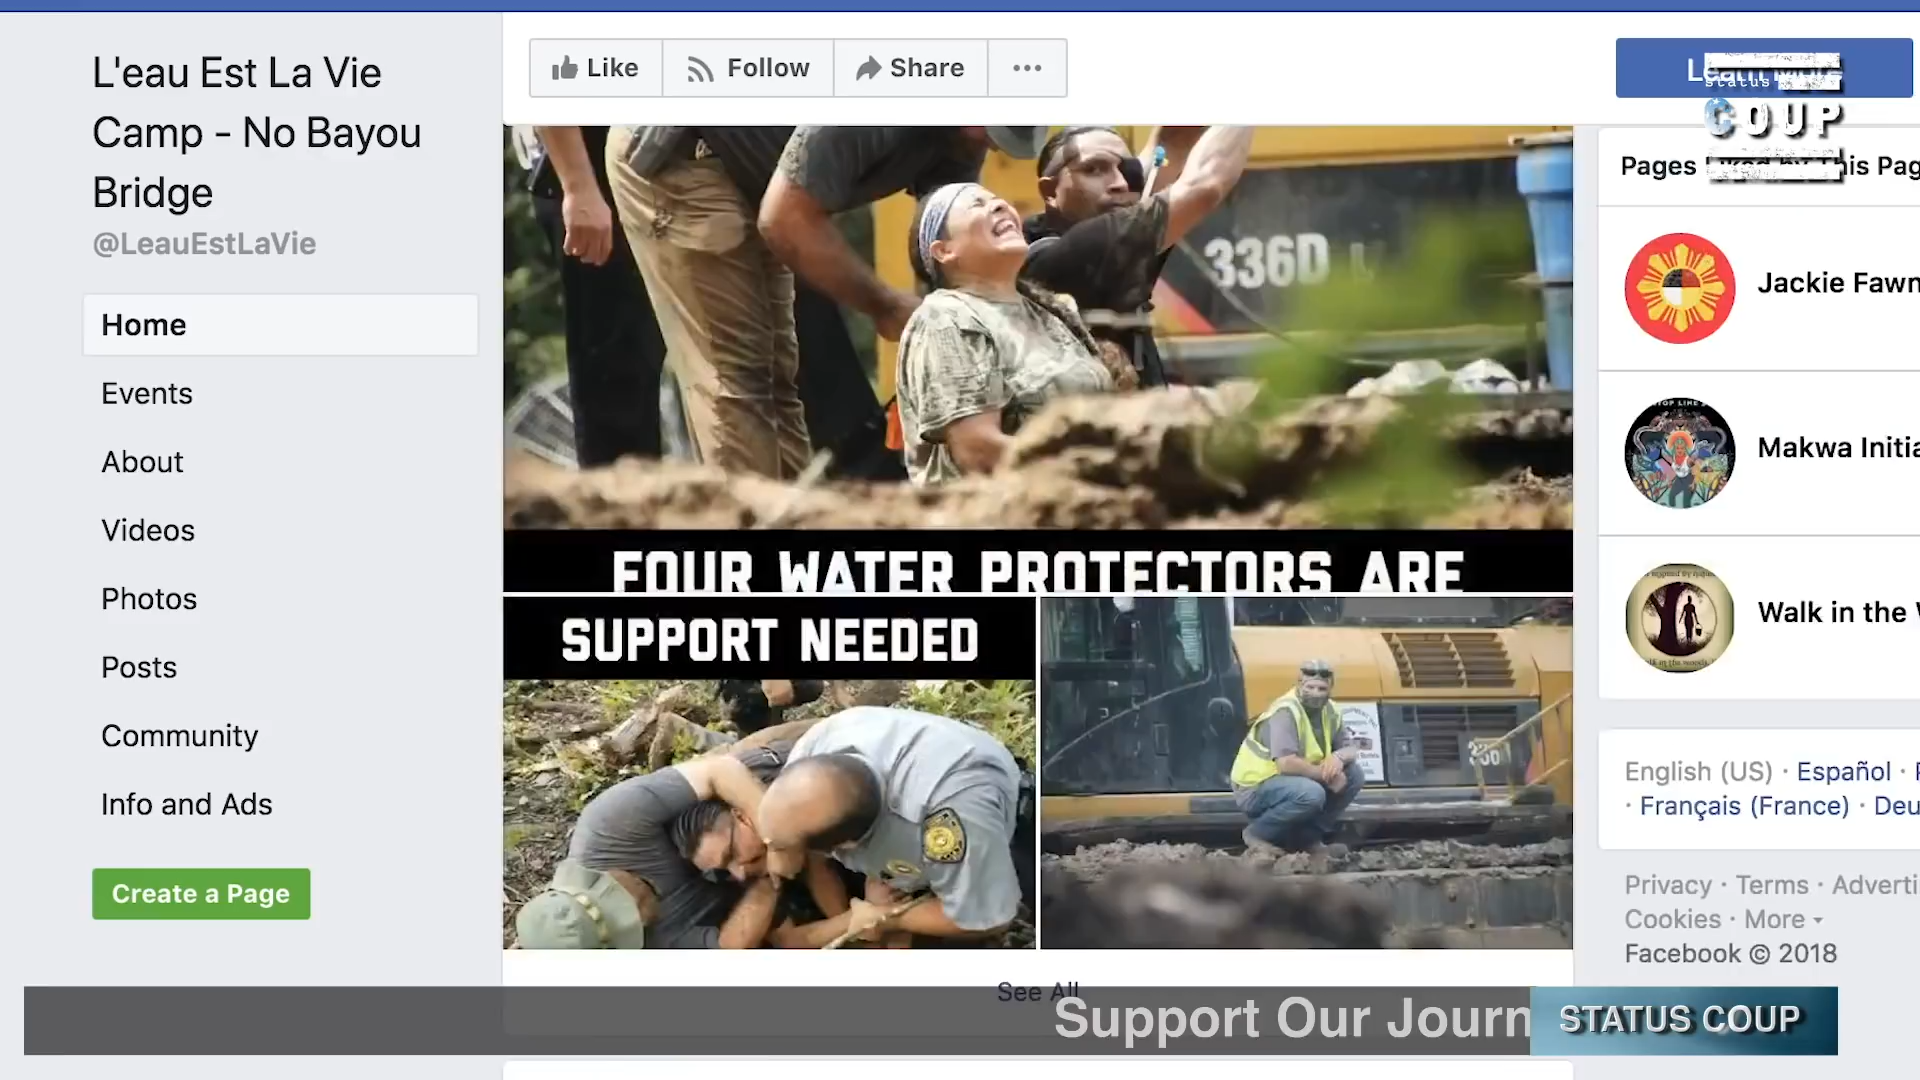 L'eau Est La Vie
Camp - No Bayou
Bridge
@LeauEstLaVie
Home
Events
About
Videos
Photos
Posts
Community
Info and Ads
Create a Page
Like
Follow
Share
336D
FOUR WATER PROTECTORS ARE
SUPPORT NEEDED
See All
status
COUP
Pages
This Pag
Jackie Fawn
Makwa Initia
Walk in the
English (US) · Español ·
· Français (France) · Deu
Privacy · Terms · Adverti
Cookies · More
Facebook © 2018
Support Our Journ
STATUS COUP